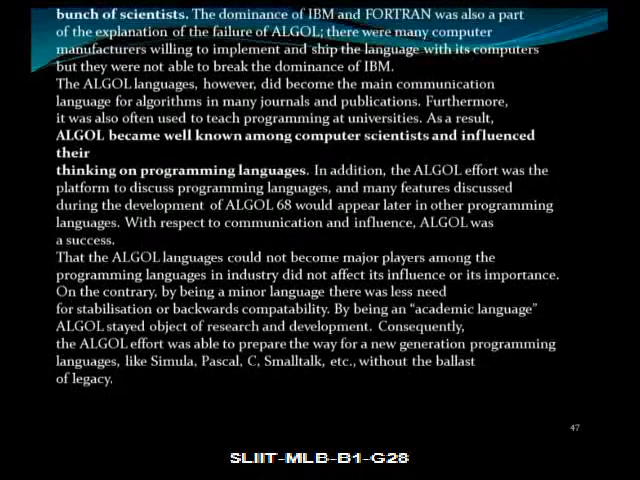 bunch of scientists. The dominance of IBM and FORTRAN was also a part
of the explanation of the failure of ALGOL; there were many computer
manufacturers willing to implement and ship the language with its computers
but they were not able to break the dominance of IBM.
The ALGOL languages, however, did become the main communication
language for algorithms in many journals and publications. Furthermore,
it was also often used to teach programming at universities. As a result,
ALGOL became well known among computer scientists and influenced
their
thinking on programming languages. In addition, the ALGOL effort was the
platform to discuss programming languages, and many features discussed
during the development of ALGOL 68 would appear later in other programming
languages. With respect to communication and influence, ALGOL was
a success.
That the ALGOL languages could not become major players among the
programming languages in industry did not affect its influence or its importance.
On the contrary, by being a minor language there was less need
for stabilisation or backwards compatability. By being an “academic language”
ALGOL stayed object of research and development. Consequently,
the ALGOL effort was able to prepare the way for a new generation programming
languages, like Simula, Pascal, C, Smalltalk, etc., without the ballast
of legacy.
47
SLIIT-MLB-B1-G28